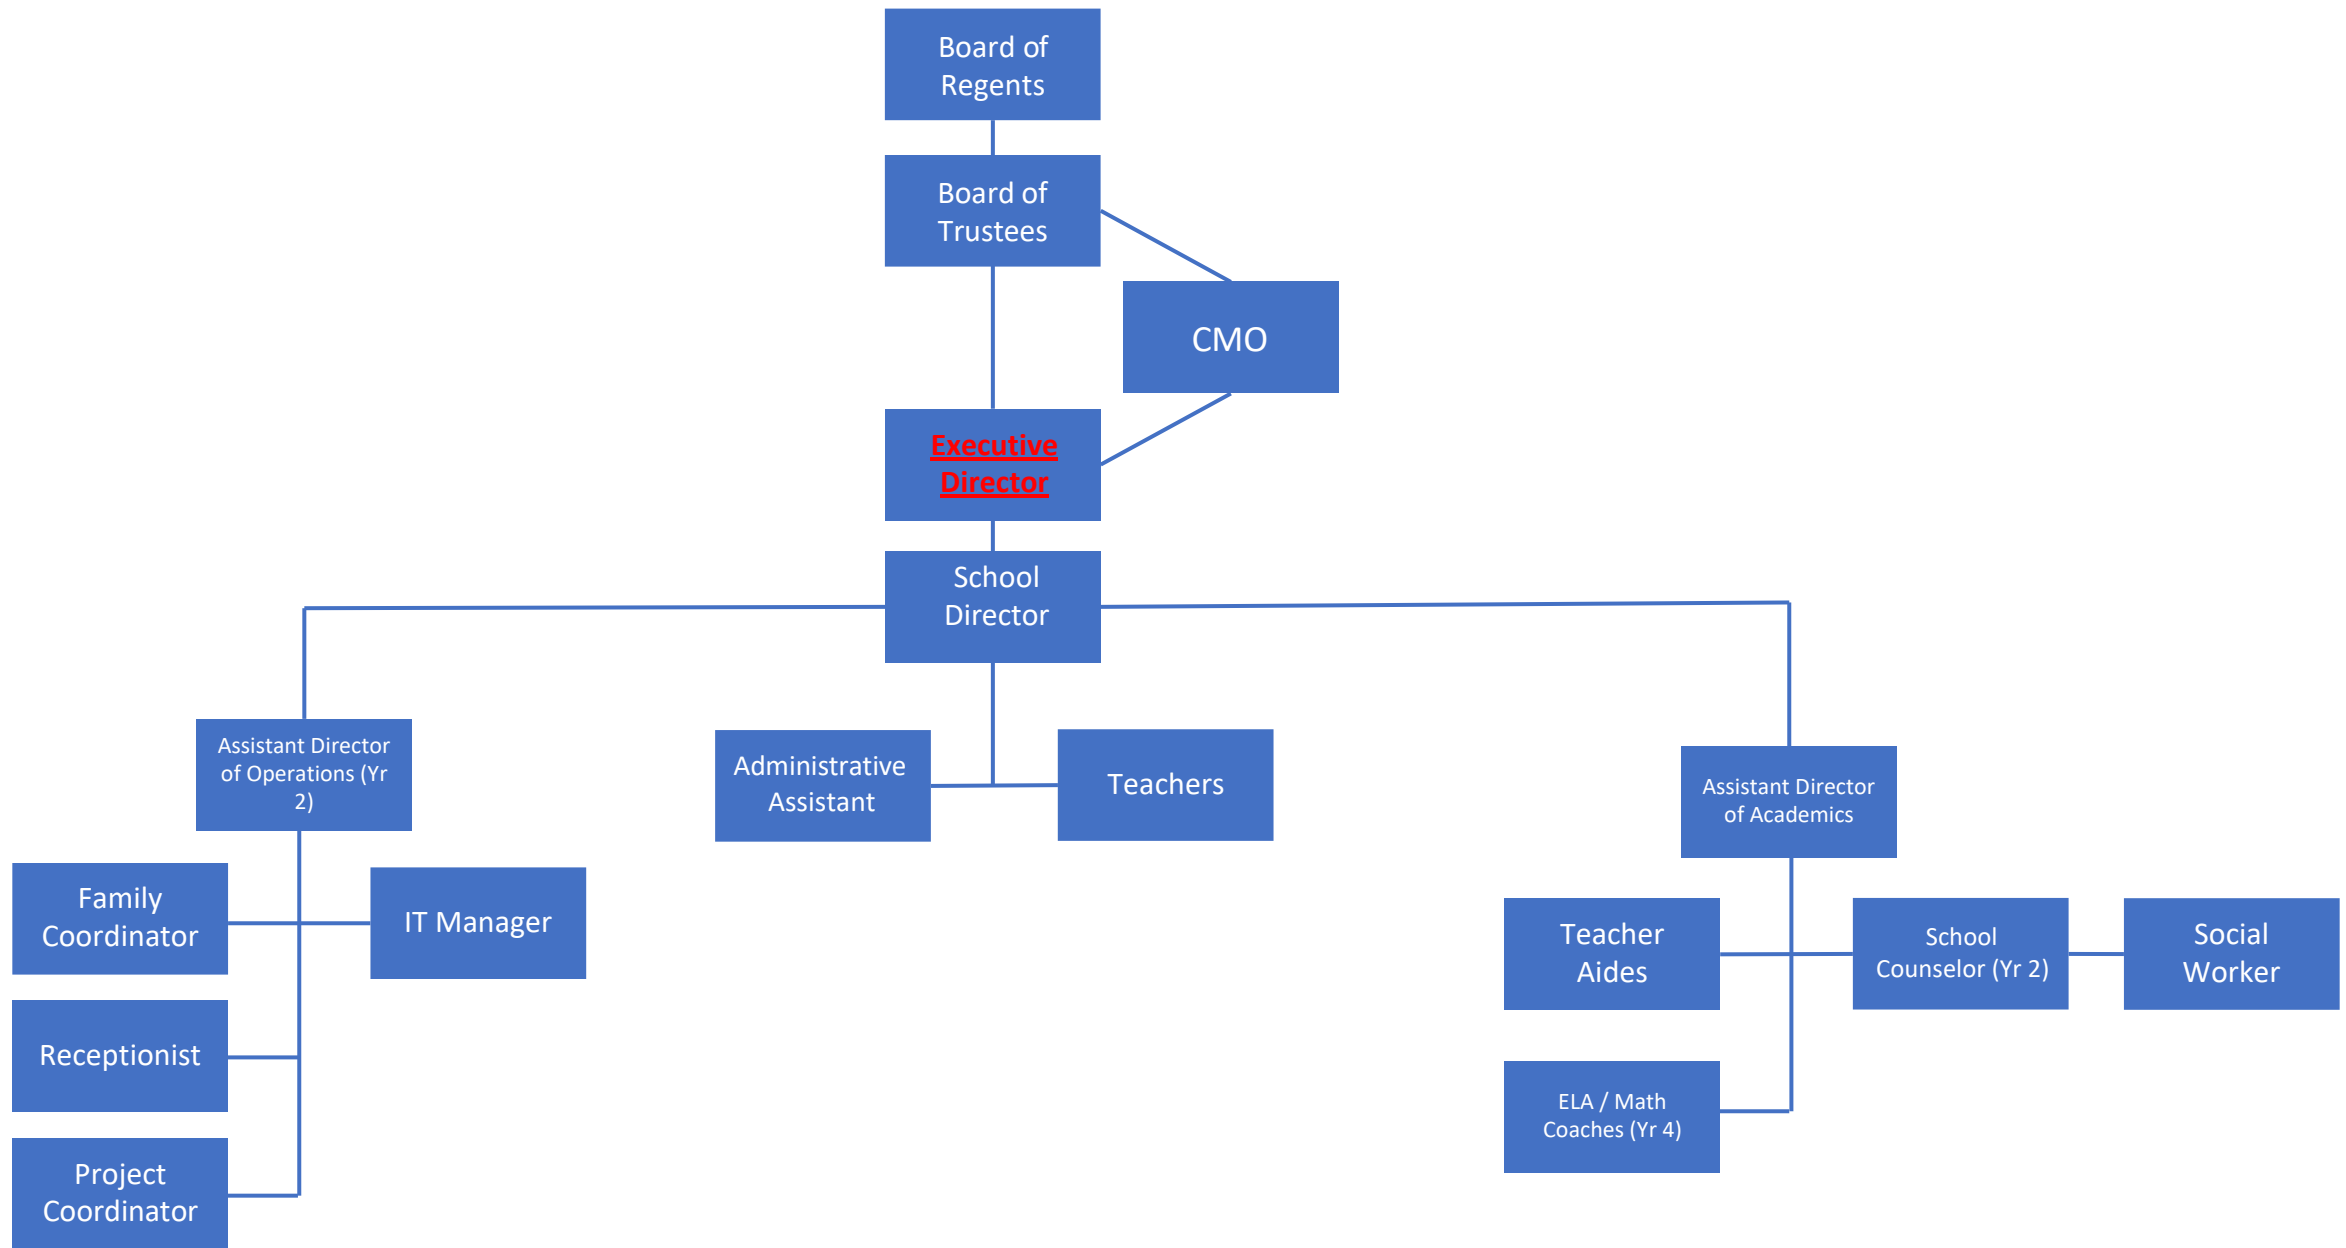 Board of
Regents
Board of
Trustees
CMO
Executive
Director
School
Director
Assistant Director
of Operations (Yr
2)
Administrative
Assistant
Teachers
Assistant Director
of Academics
Family
Coordinator
IT Manager
Teacher
Aides
School
Counselor (Yr 2)
Social
Worker
Receptionist
ELA / Math
Coaches (Yr 4)
Project
Coordinator